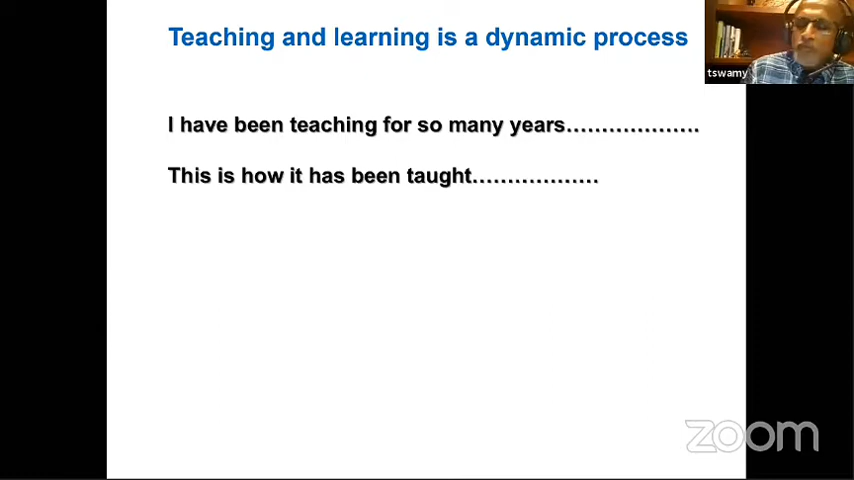 Teaching and learning is a dynamic process
tswamy
I have been teaching for so many years………………..
This is how it has been taught………………
zoom